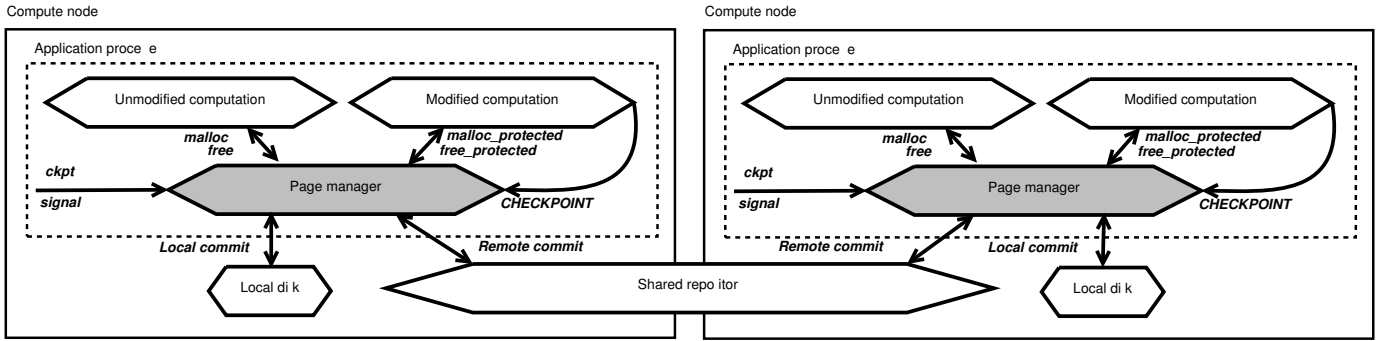 Compute node
Application proce e
Unmodified computation
Modified computation
malloc
free
malloc_protected
free_protected
ckpt
signal
Page manager
CHECKPOINT
Local commit
Remote commit
Local di k
Compute node
Application proce e
Unmodified computation
Modified computation
malloc
free
malloc_protected
free_protected
ckpt
signal
Page manager
CHECKPOINT
Remote commit
Local commit
Local di k
Shared repo itor